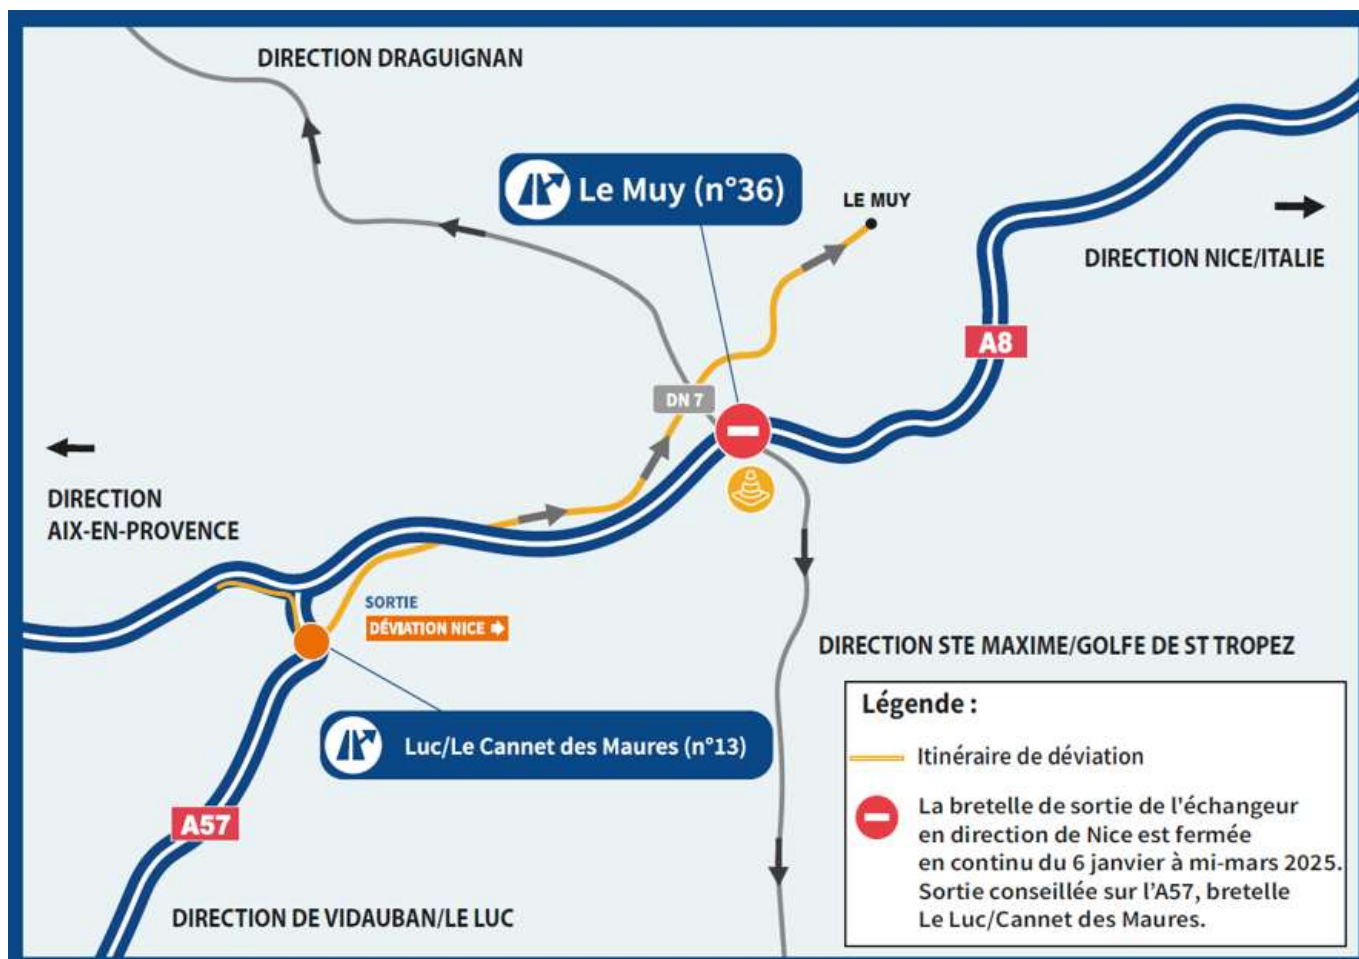 DIRECTION DRAGUIGNAN
Le Muy (n°36)
LE MUY
DIRECTION NICE/ITALIE
A8
DN 7
DIRECTION
AIX-EN-PROVENCE
SORTIE
DÉVIATION NICE
DIRECTION STE MAXIME/GOLFE DE ST TROPEZ
Luc/Le Cannet des Maures (n°13)
A57
DIRECTION DE VIDAUBAN/LE LUC
Légende :
Itinéraire de déviation
La bretelle de sortie de l'échangeur
en direction de Nice est fermée
en continu du 6 janvier à mi-mars 2025.
Sortie conseillée sur l'A57, bretelle
Le Luc/Cannet des Maures.